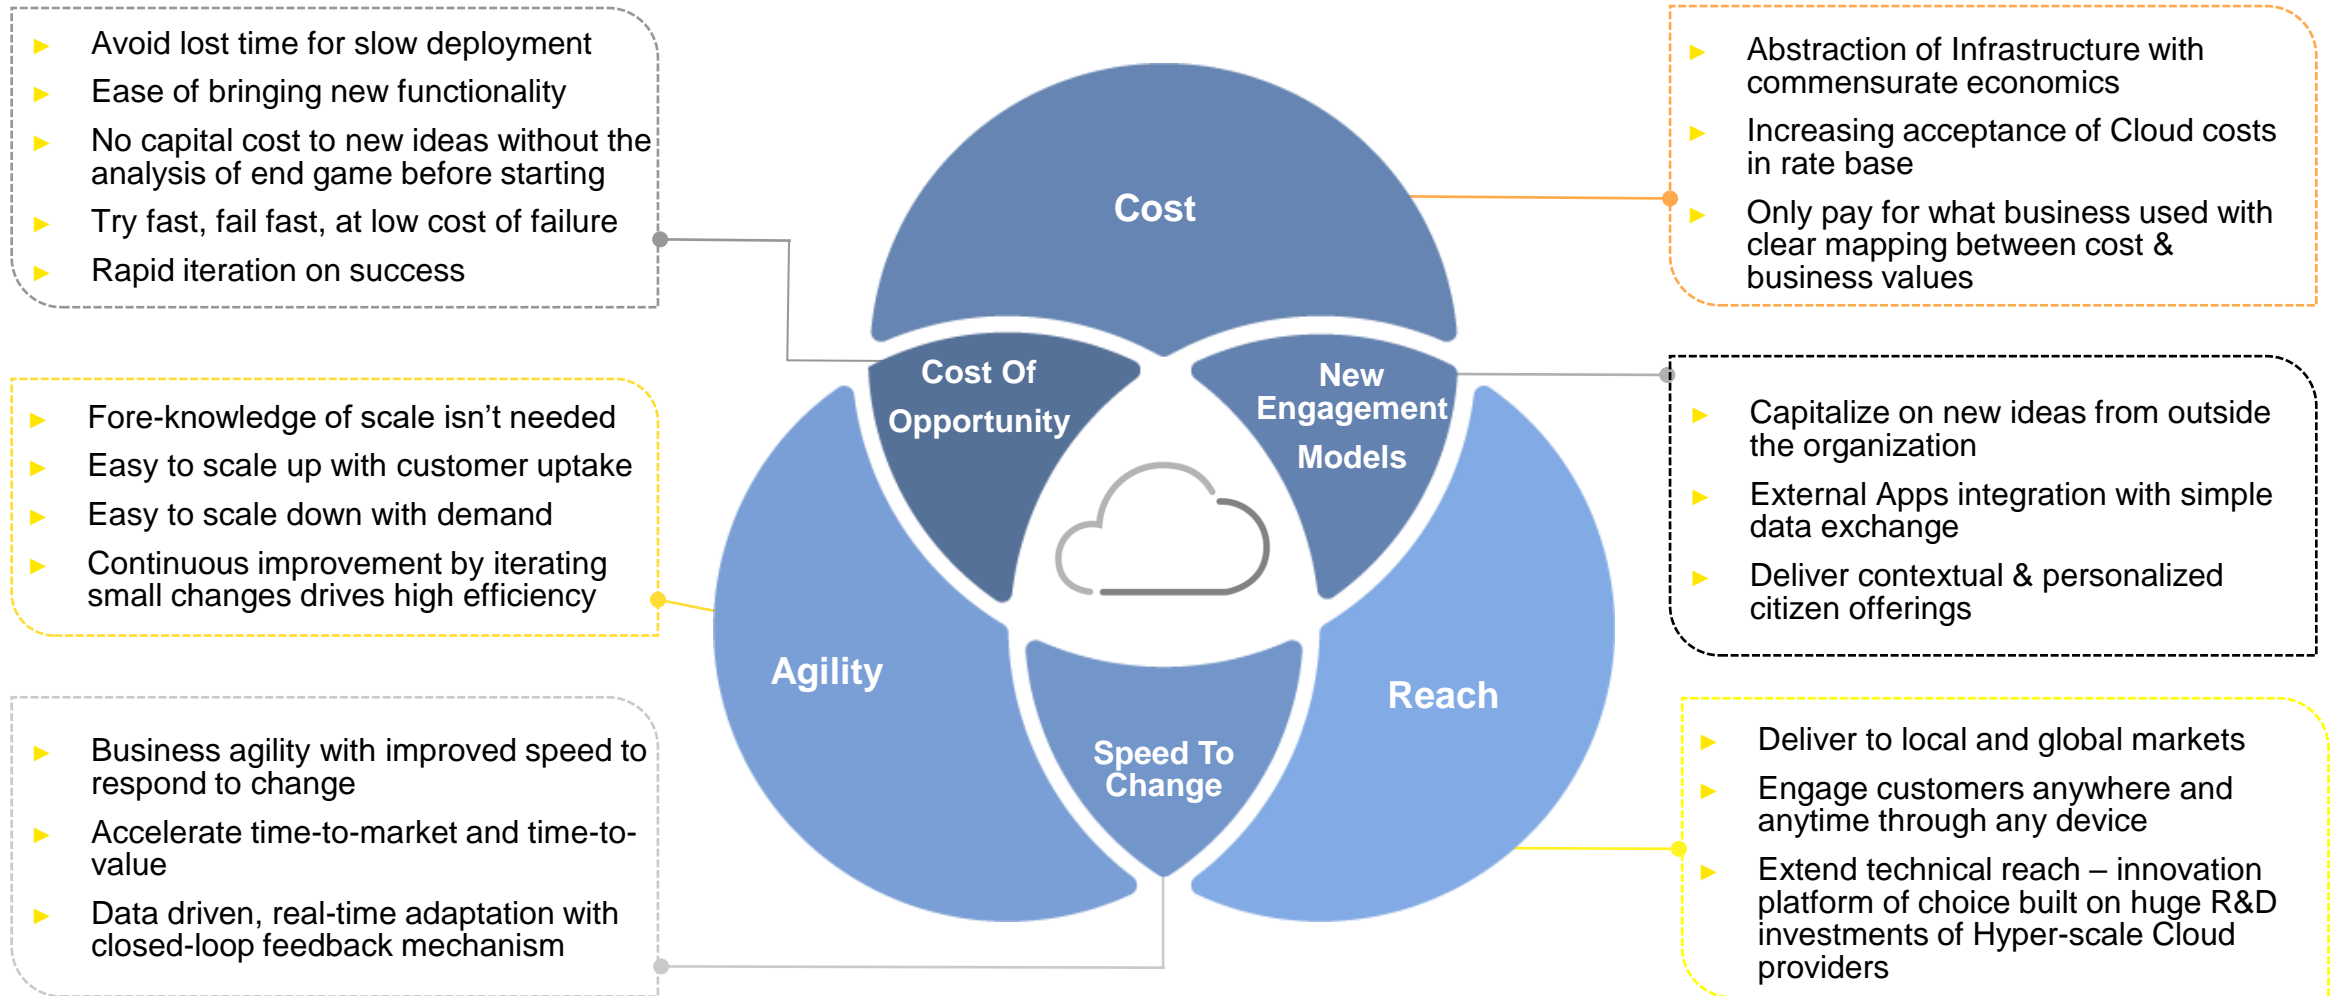 Avoid lost time for slow deployment
Ease of bringing new functionality
No capital cost to new ideas without the
analysis of end game before starting
Try fast, fail fast, at low cost of failure
Rapid iteration on success
Fore-knowledge of scale isn’t needed
Easy to scale up with customer uptake
Easy to scale down with demand
Continuous improvement by iterating
small changes drives high efficiency
Business agility with improved speed to
respond to change
Accelerate time-to-market and time-to-
value
Data driven, real-time adaptation with
closed-loop feedback mechanism
Cost
Cost Of
Opportunity
New
Engagement
Models
Agility
Reach
Speed To
Change
Abstraction of Infrastructure with
commensurate economics
Increasing acceptance of Cloud costs
in rate base
Only pay for what business used with
clear mapping between cost &
business values
Capitalize on new ideas from outside
the organization
External Apps integration with simple
data exchange
Deliver contextual & personalized
citizen offerings
Deliver to local and global markets
Engage customers anywhere and
anytime through any device
Extend technical reach – innovation
platform of choice built on huge R&D
investments of Hyper-scale Cloud
providers